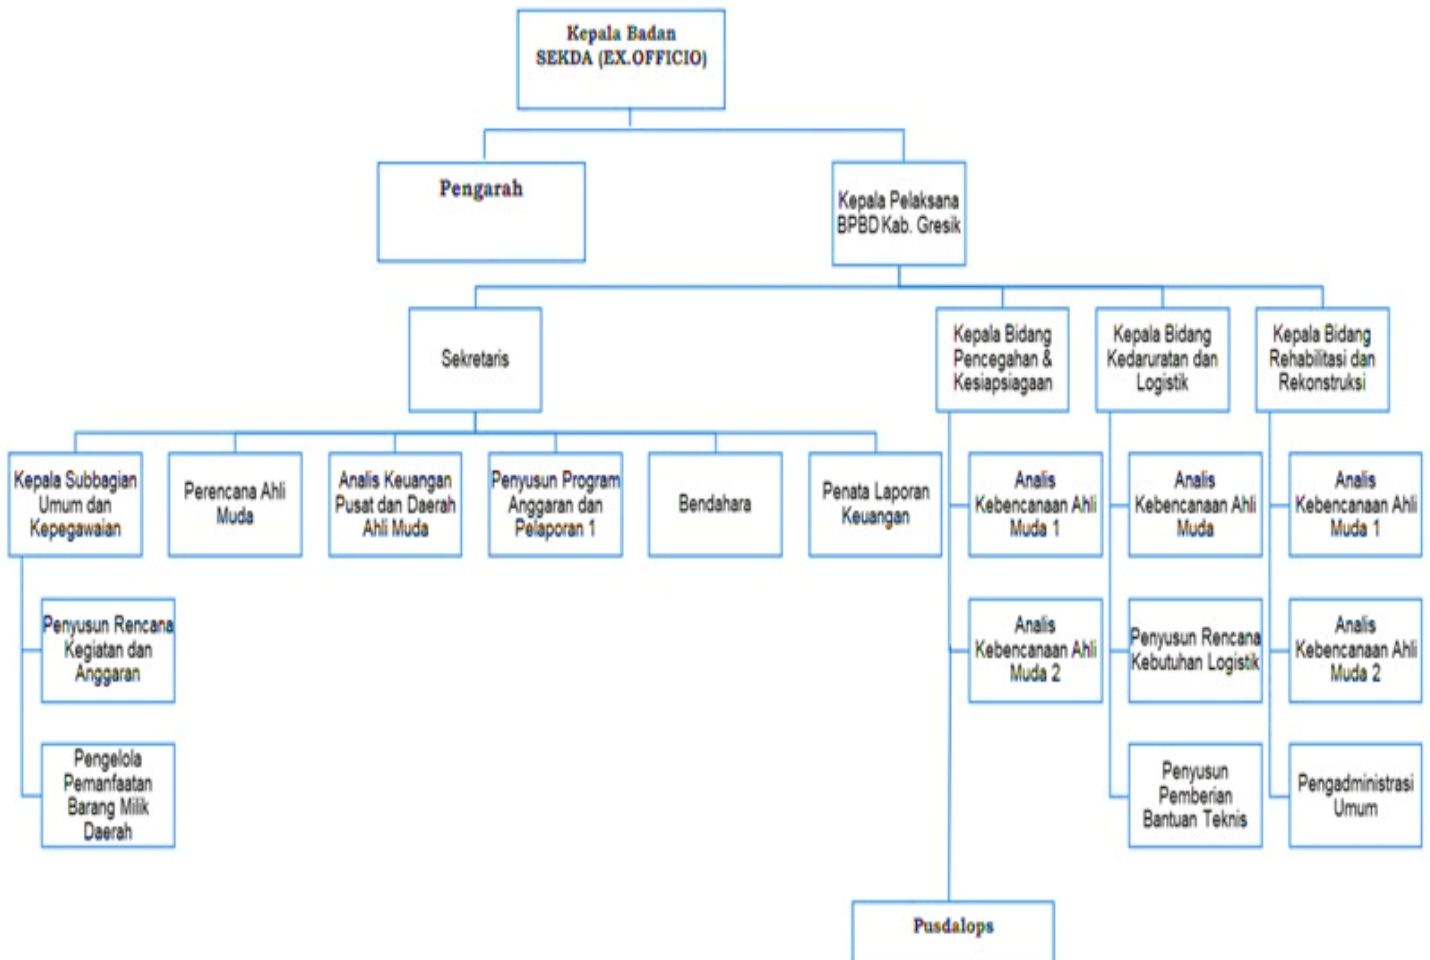 Kepala Badan
SEKDA (EX.OFFICIO)
Pengarah
Kepala Pelaksana
BPBD Kab. Gresik
Sekretaris
Kepala Bidang
Pencegahan &
Kesiapsiagaan
Kepala Bidang
Kedaruratan dan
Logistik
Kepala Bidang
Rehabilitasi dan
Rekonstruksi
Kepala Subbagian
Umum dan
Kepegawaian
Perencana Ahli
Muda
Analis Keuangan
Pusat dan Daerah
Ahli Muda
Penyusun Program
Anggaran dan
Pelaporan 1
Bendahara
Penata Laporan
Keuangan
Analis
Kebencanaan Ahli
Muda 1
Analis
Kebencanaan Ahli
Muda
Analis
Kebencanaan Ahli
Muda 1
Penyusun Rencana
Kegiatan dan
Anggaran
Analis
Kebencanaan Ahli
Muda 2
Penyusun Rencana
Kebutuhan Logistik
Analis
Kebencanaan Ahli
Muda 2
Pengelola
Pemanfaatan
Barang Milik
Daerah
Penyusun
Pemberian
Bantuan Teknis
Pengadministrasi
Umum
Pusdalops